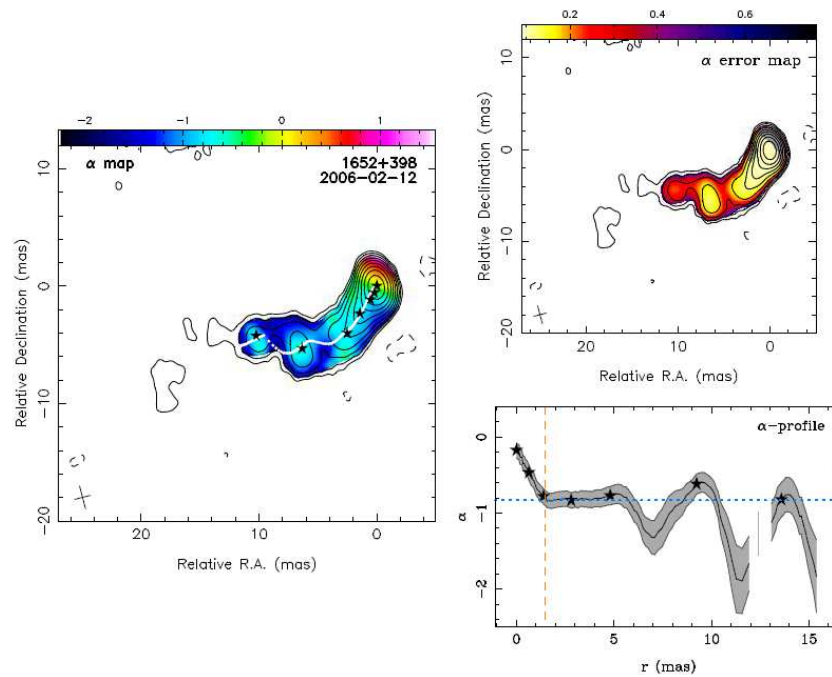 -2 -1 0 1
α map
1652+398
2006-02-12
10
0
-10
-20
Relative Declination (mas)
20 10 0
Relative R.A. (mas)
0.2 0.4 0.6
α error map
10
0
-10
-20
Relative Declination (mas)
20 10 0
Relative R.A. (mas)
α-profile
0
-1
-2
α
0 5 10 15
r (mas)